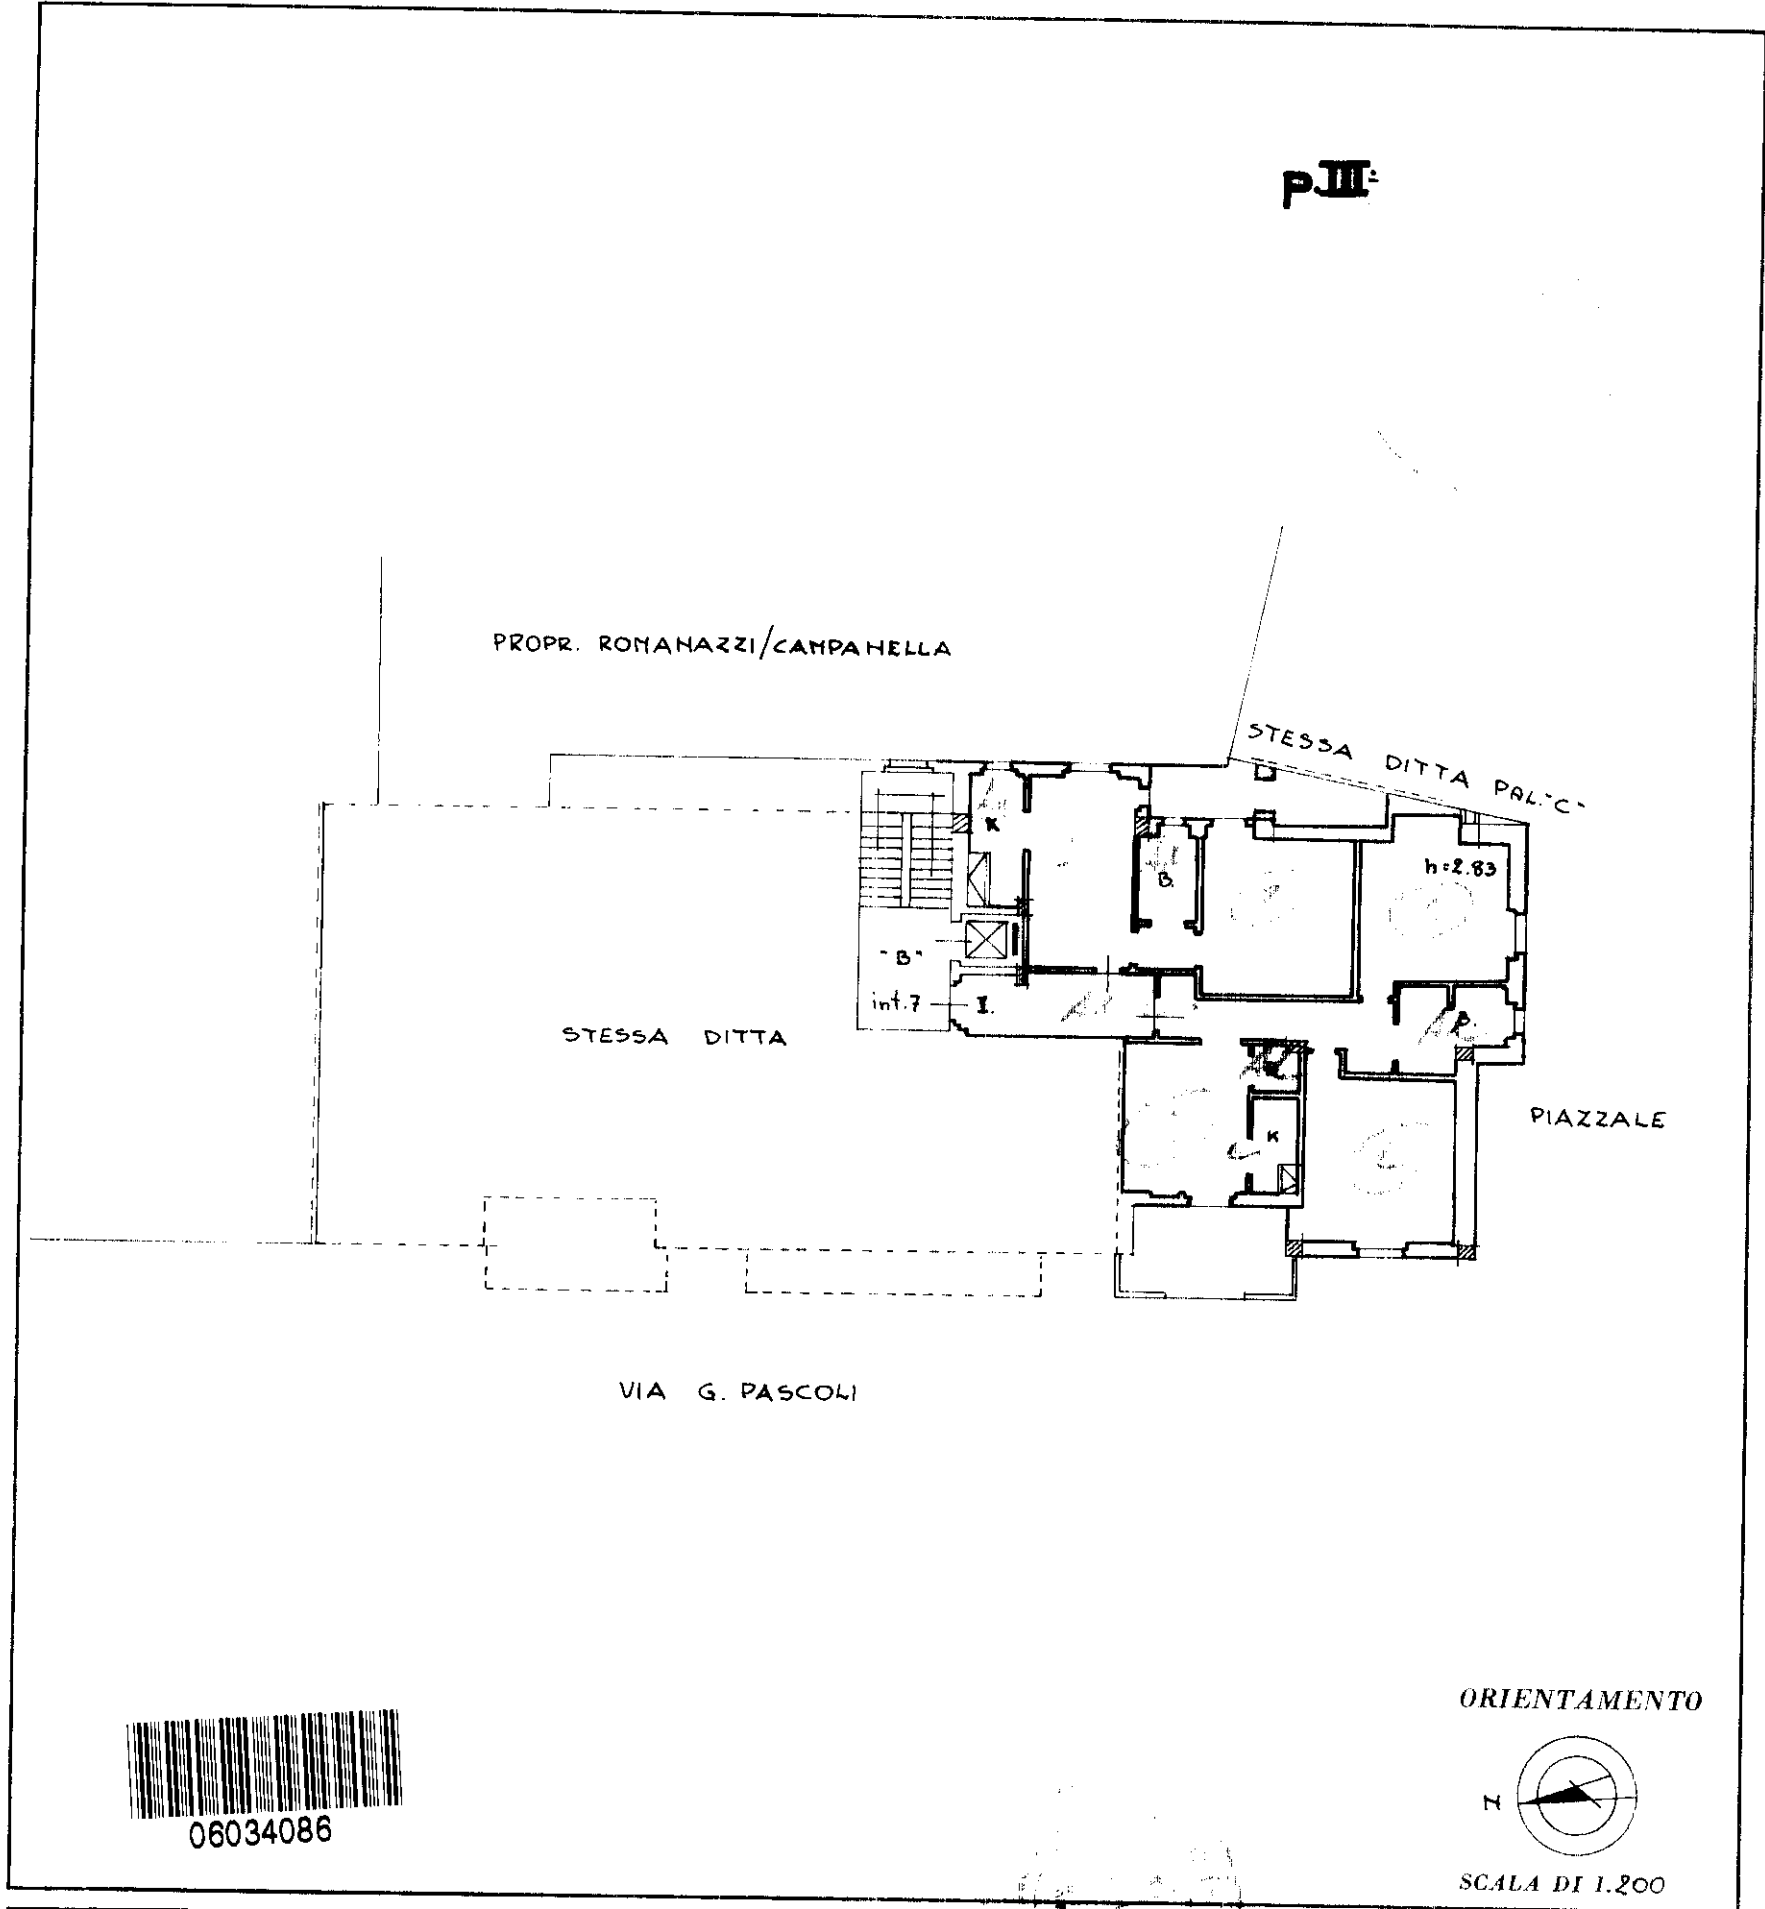 P.III:
PROPR. ROMANAZZI/CAMPANELLA
STESSA DITTA PAL."C"
K
B.
h=2.83
"B"
int.7
I.
B.
STESSA DITTA
K
PIAZZALE
VIA G. PASCOLI
ORIENTAMENTO
N
SCALA DI 1.200
06034086